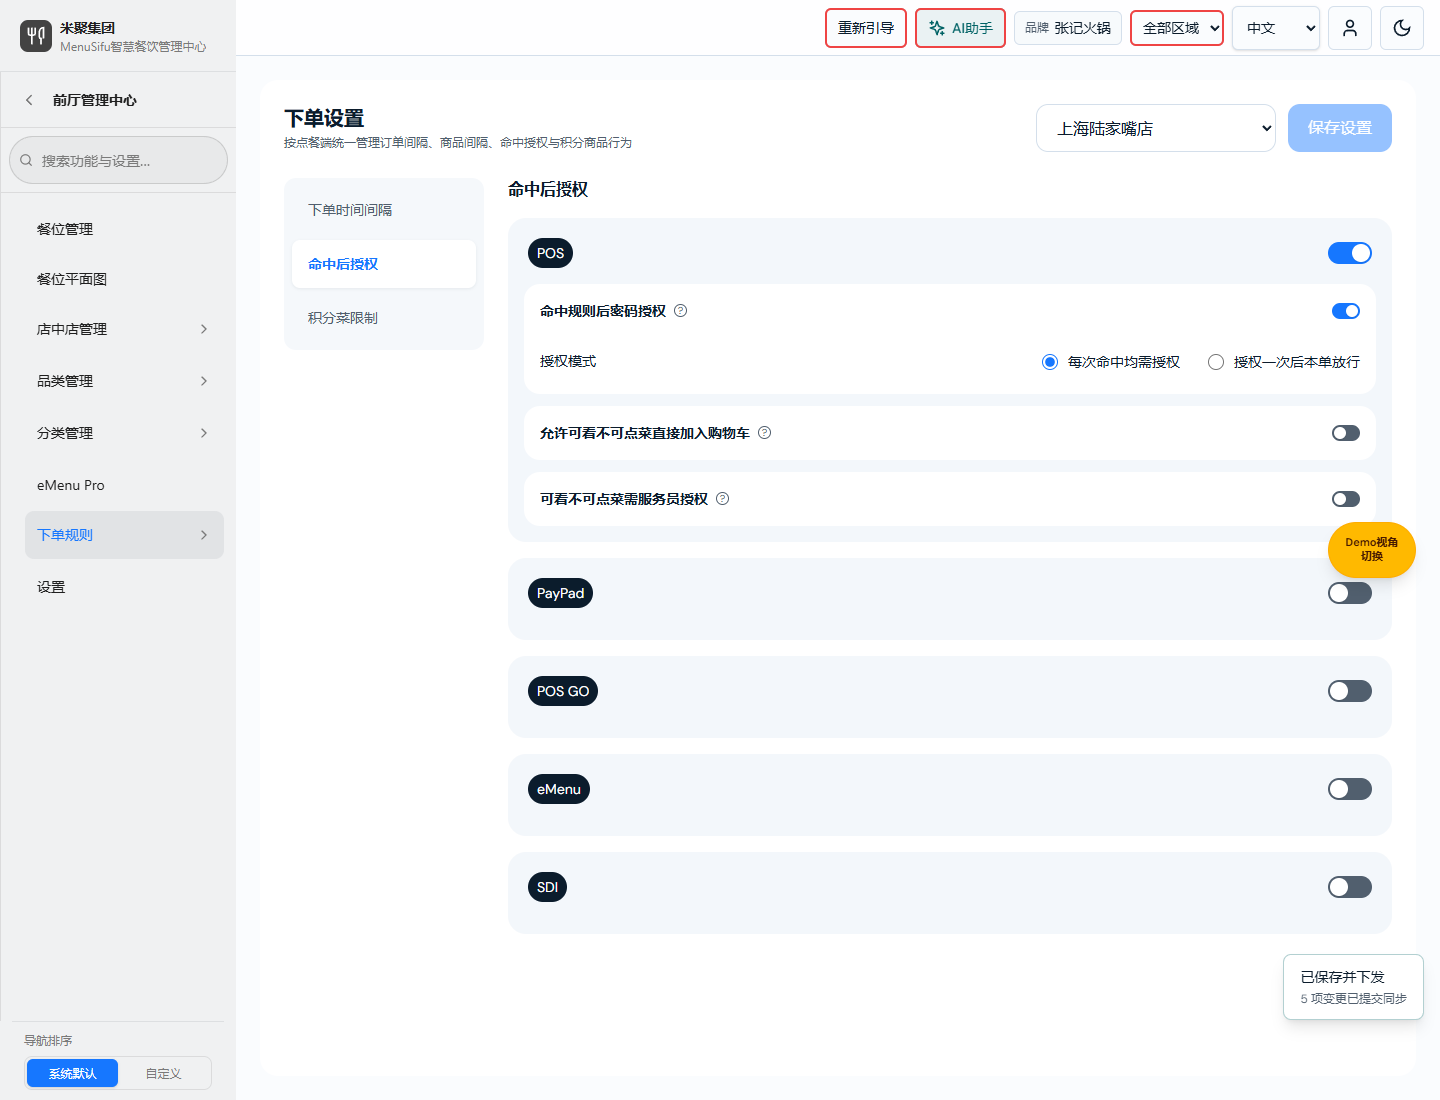 米聚集团
MenuSifu智慧餐饮管理中心
重新引导
AI助手
品牌 张记火锅
全部区域
中文
前厅管理中心
搜索功能与设置...
餐位管理
餐位平面图
店中店管理
品类管理
分类管理
eMenu Pro
下单规则
设置
导航排序
系统默认
自定义
下单设置
按点餐端统一管理订单间隔、商品间隔、命中授权与积分商品行为
上海陆家嘴店
保存设置
下单时间间隔
命中后授权
积分菜限制
命中后授权
POS
命中规则后密码授权
授权模式
每次命中均需授权
授权一次后本单放行
允许可看不可点菜直接加入购物车
可看不可点菜需服务员授权
Demo视角
切换
PayPad
POS GO
eMenu
SDI
已保存并下发
5 项变更已提交同步